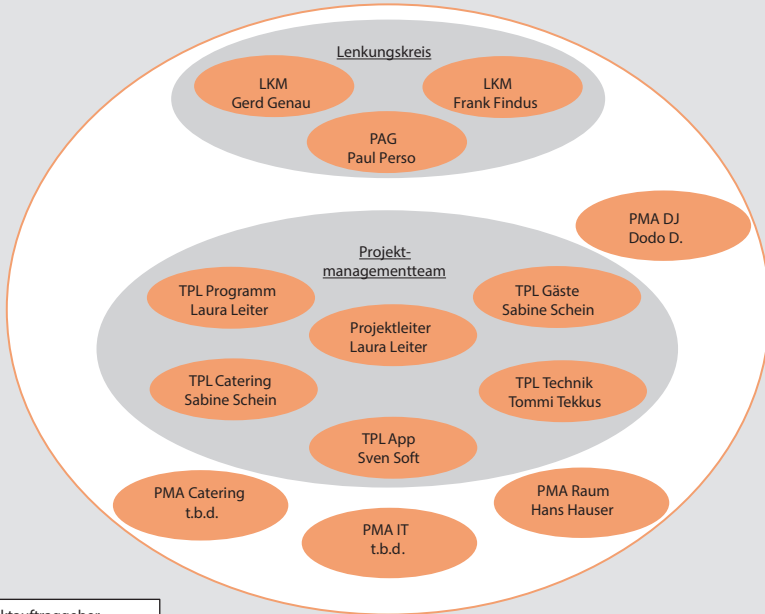 Lenkungskreis
LKM
Gerd Genau
LKM
Frank Findus
PAG
Paul Perso
PMA DJ
Dodo D.
Projekt-
managementteam
TPL Programm
Laura Leiter
TPL Gäste
Sabine Schein
Projektleiter
Laura Leiter
TPL Catering
Sabine Schein
TPL Technik
Tommi Tekkus
TPL App
Sven Soft
PMA Catering
t.b.d.
PMA Raum
Hans Hauser
PMA IT
t.b.d.